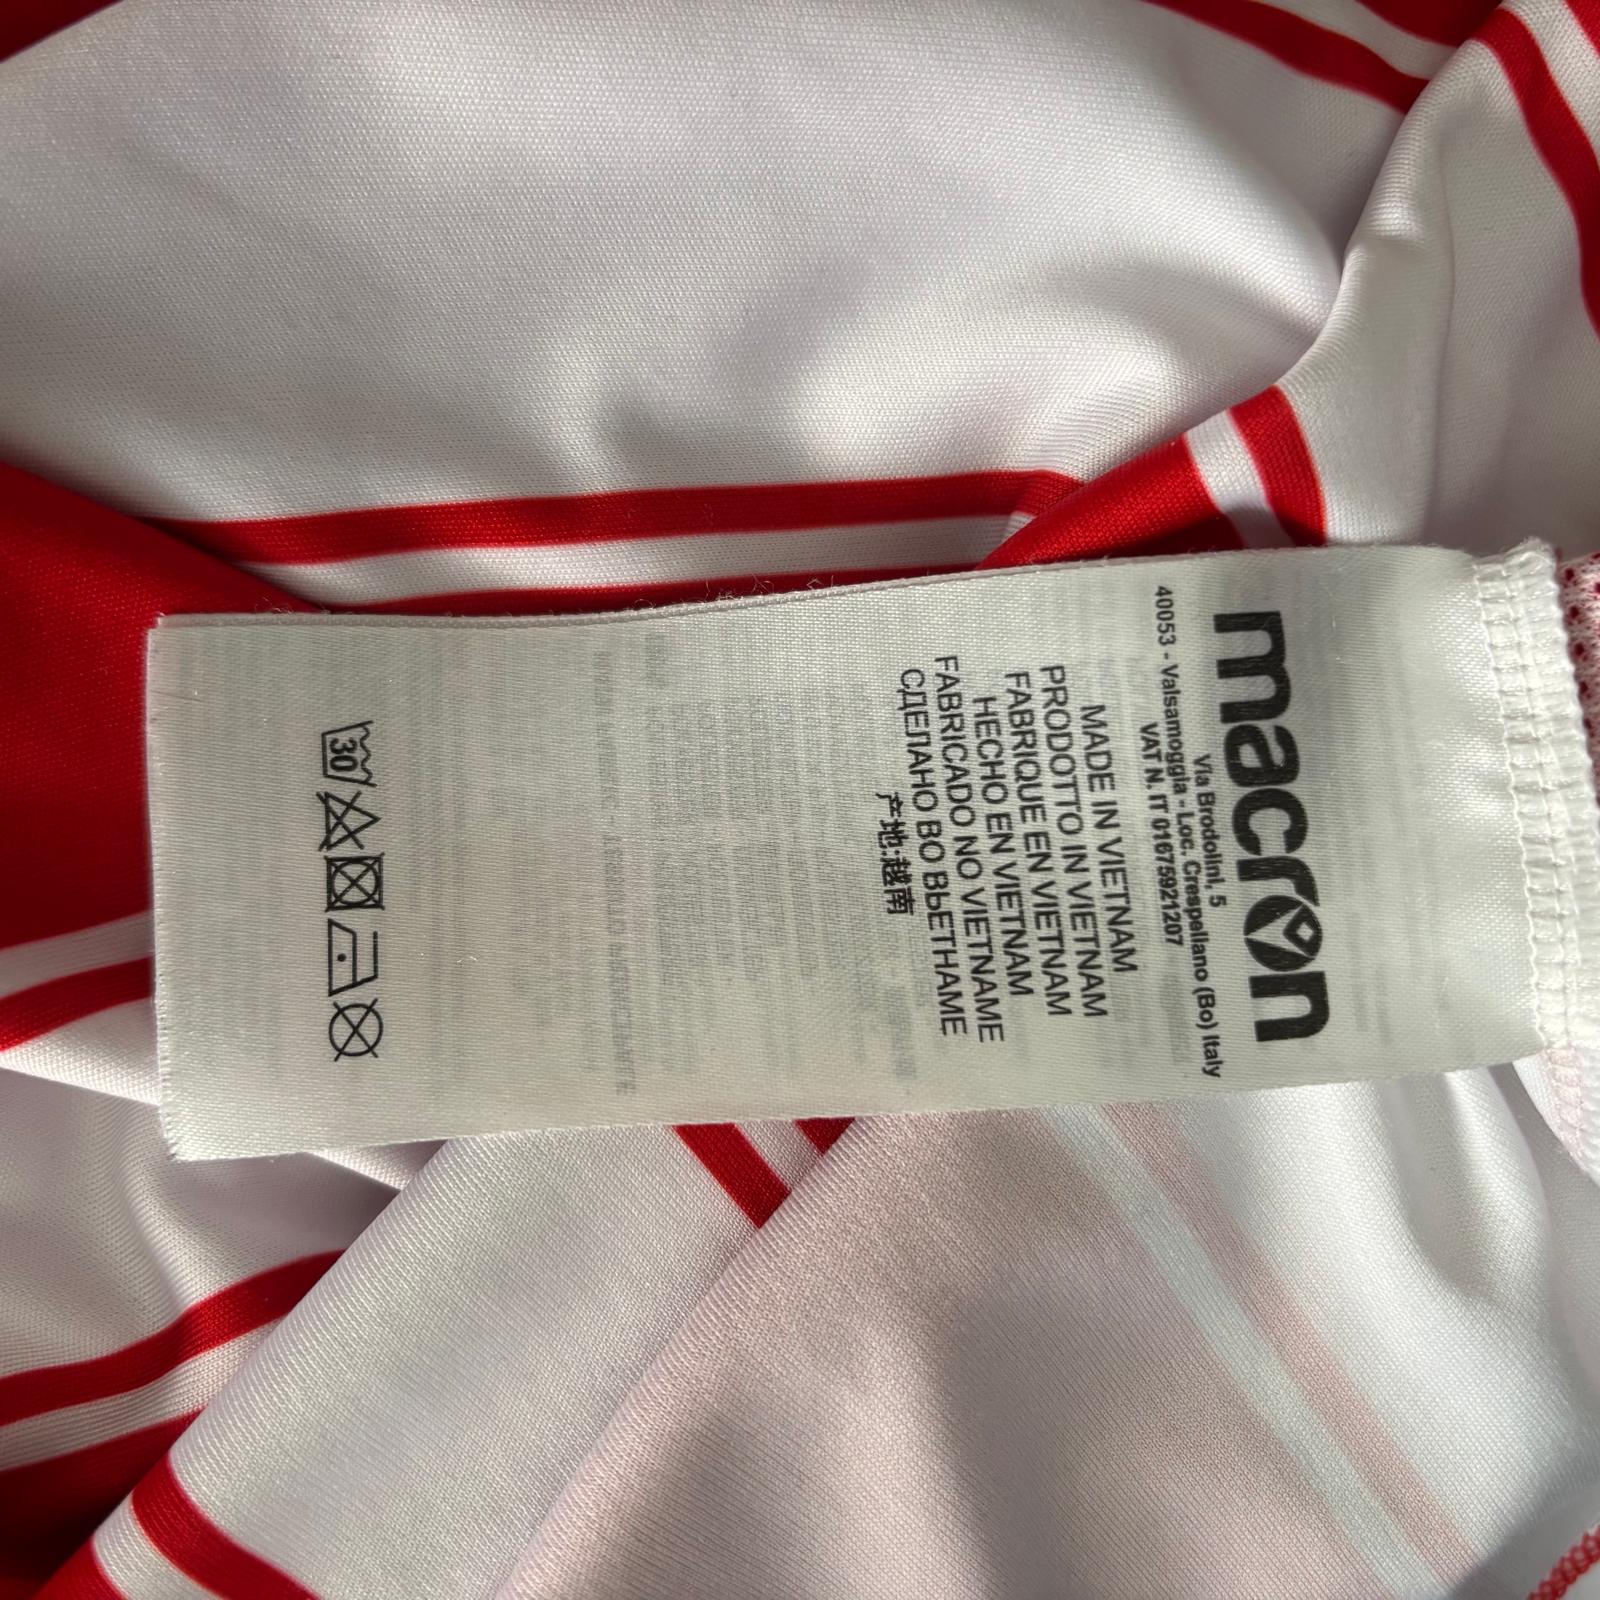 macron
Via Brodolini, 5
40053 - Valsamoggia - Loc. Crespellano (Bo) Italy
VAT N. IT 01675921207
MADE IN VIETNAM
PRODOTTO IN VIETNAM
FABRIQUE EN VIETNAM
HECHO EN VIETNAM
FABRICADO NO VIETNAME
СДЕЛАНО ВО ВЬЕТНАМЕ
产地:越南
30